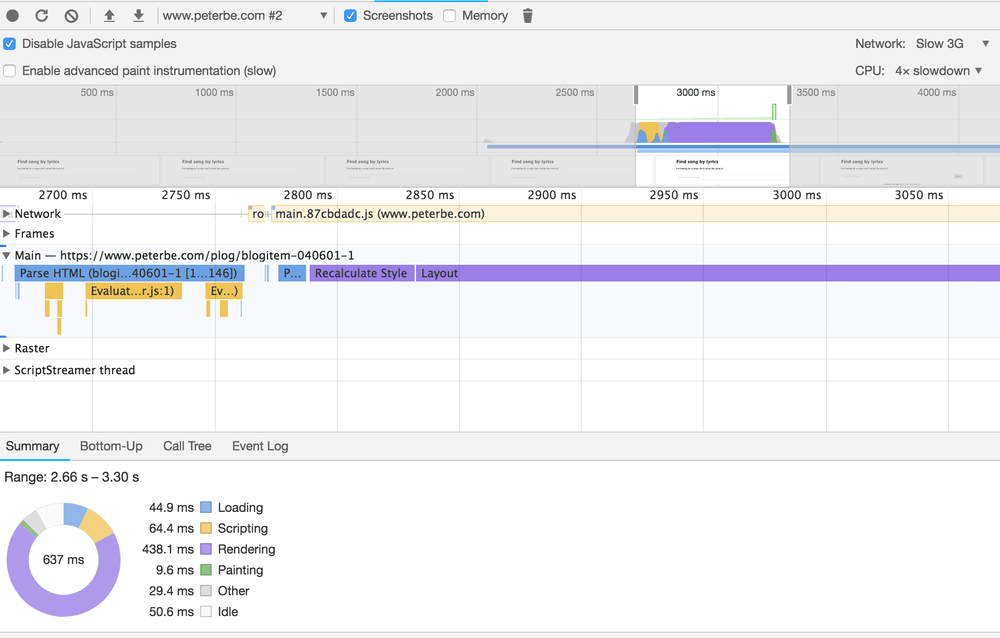 www.peterbe.com #2 ▼ Screenshots Memory
Disable JavaScript samples Network: Slow 3G ▼
Enable advanced paint instrumentation (slow) CPU: 4× slowdown ▼
500 ms 1000 ms 1500 ms 2000 ms 2500 ms 3000 ms 3500 ms 4000 ms
Find song by lyrics Find song by lyrics Find song by lyrics Find song by lyrics Find song by lyrics Find song by lyrics
2700 ms 2750 ms 2800 ms 2850 ms 2900 ms 2950 ms 3000 ms 3050 ms
Network ro main.87cbdadc.js (www.peterbe.com)
Frames
Main — https://www.peterbe.com/plog/blogitem-040601-1
Parse HTML (blogi...40601-1 [1...146]) P... Recalculate Style Layout
Evaluat...r.js:1) Ev...)
Raster
ScriptStreamer thread
Summary Bottom-Up Call Tree Event Log
Range: 2.66 s – 3.30 s
44.9 ms Loading
64.4 ms Scripting
438.1 ms Rendering
637 ms
9.6 ms Painting
29.4 ms Other
50.6 ms Idle